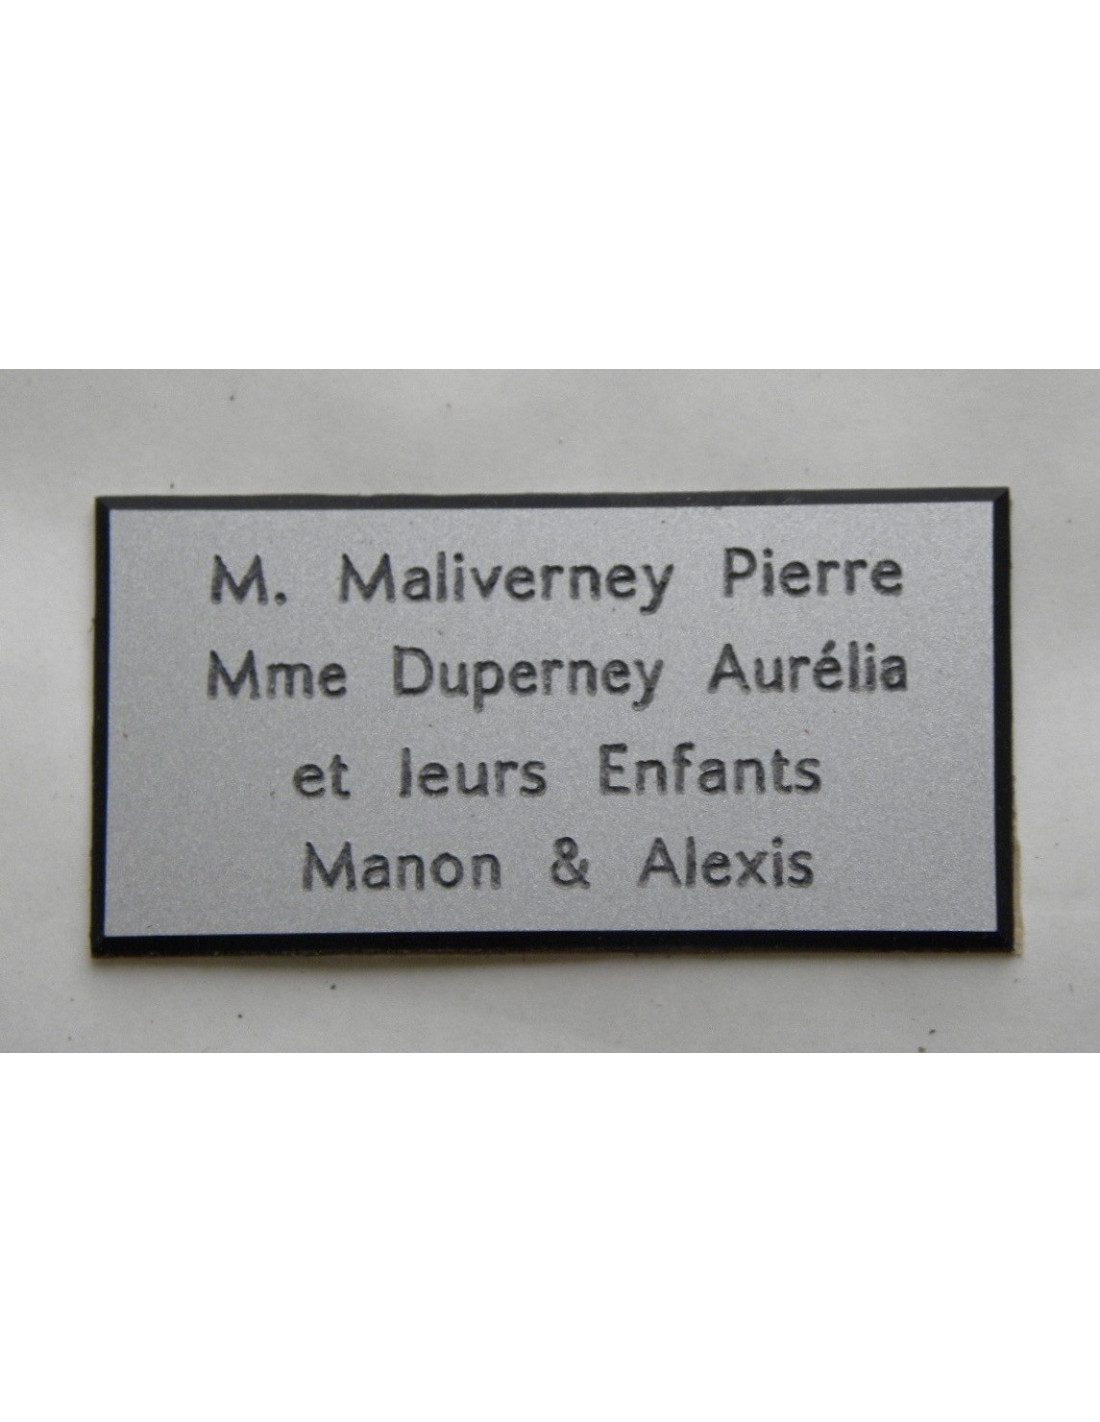 M. Maliverney Pierre
Mme Duperney Aurélia
et leurs Enfants
Manon & Alexis